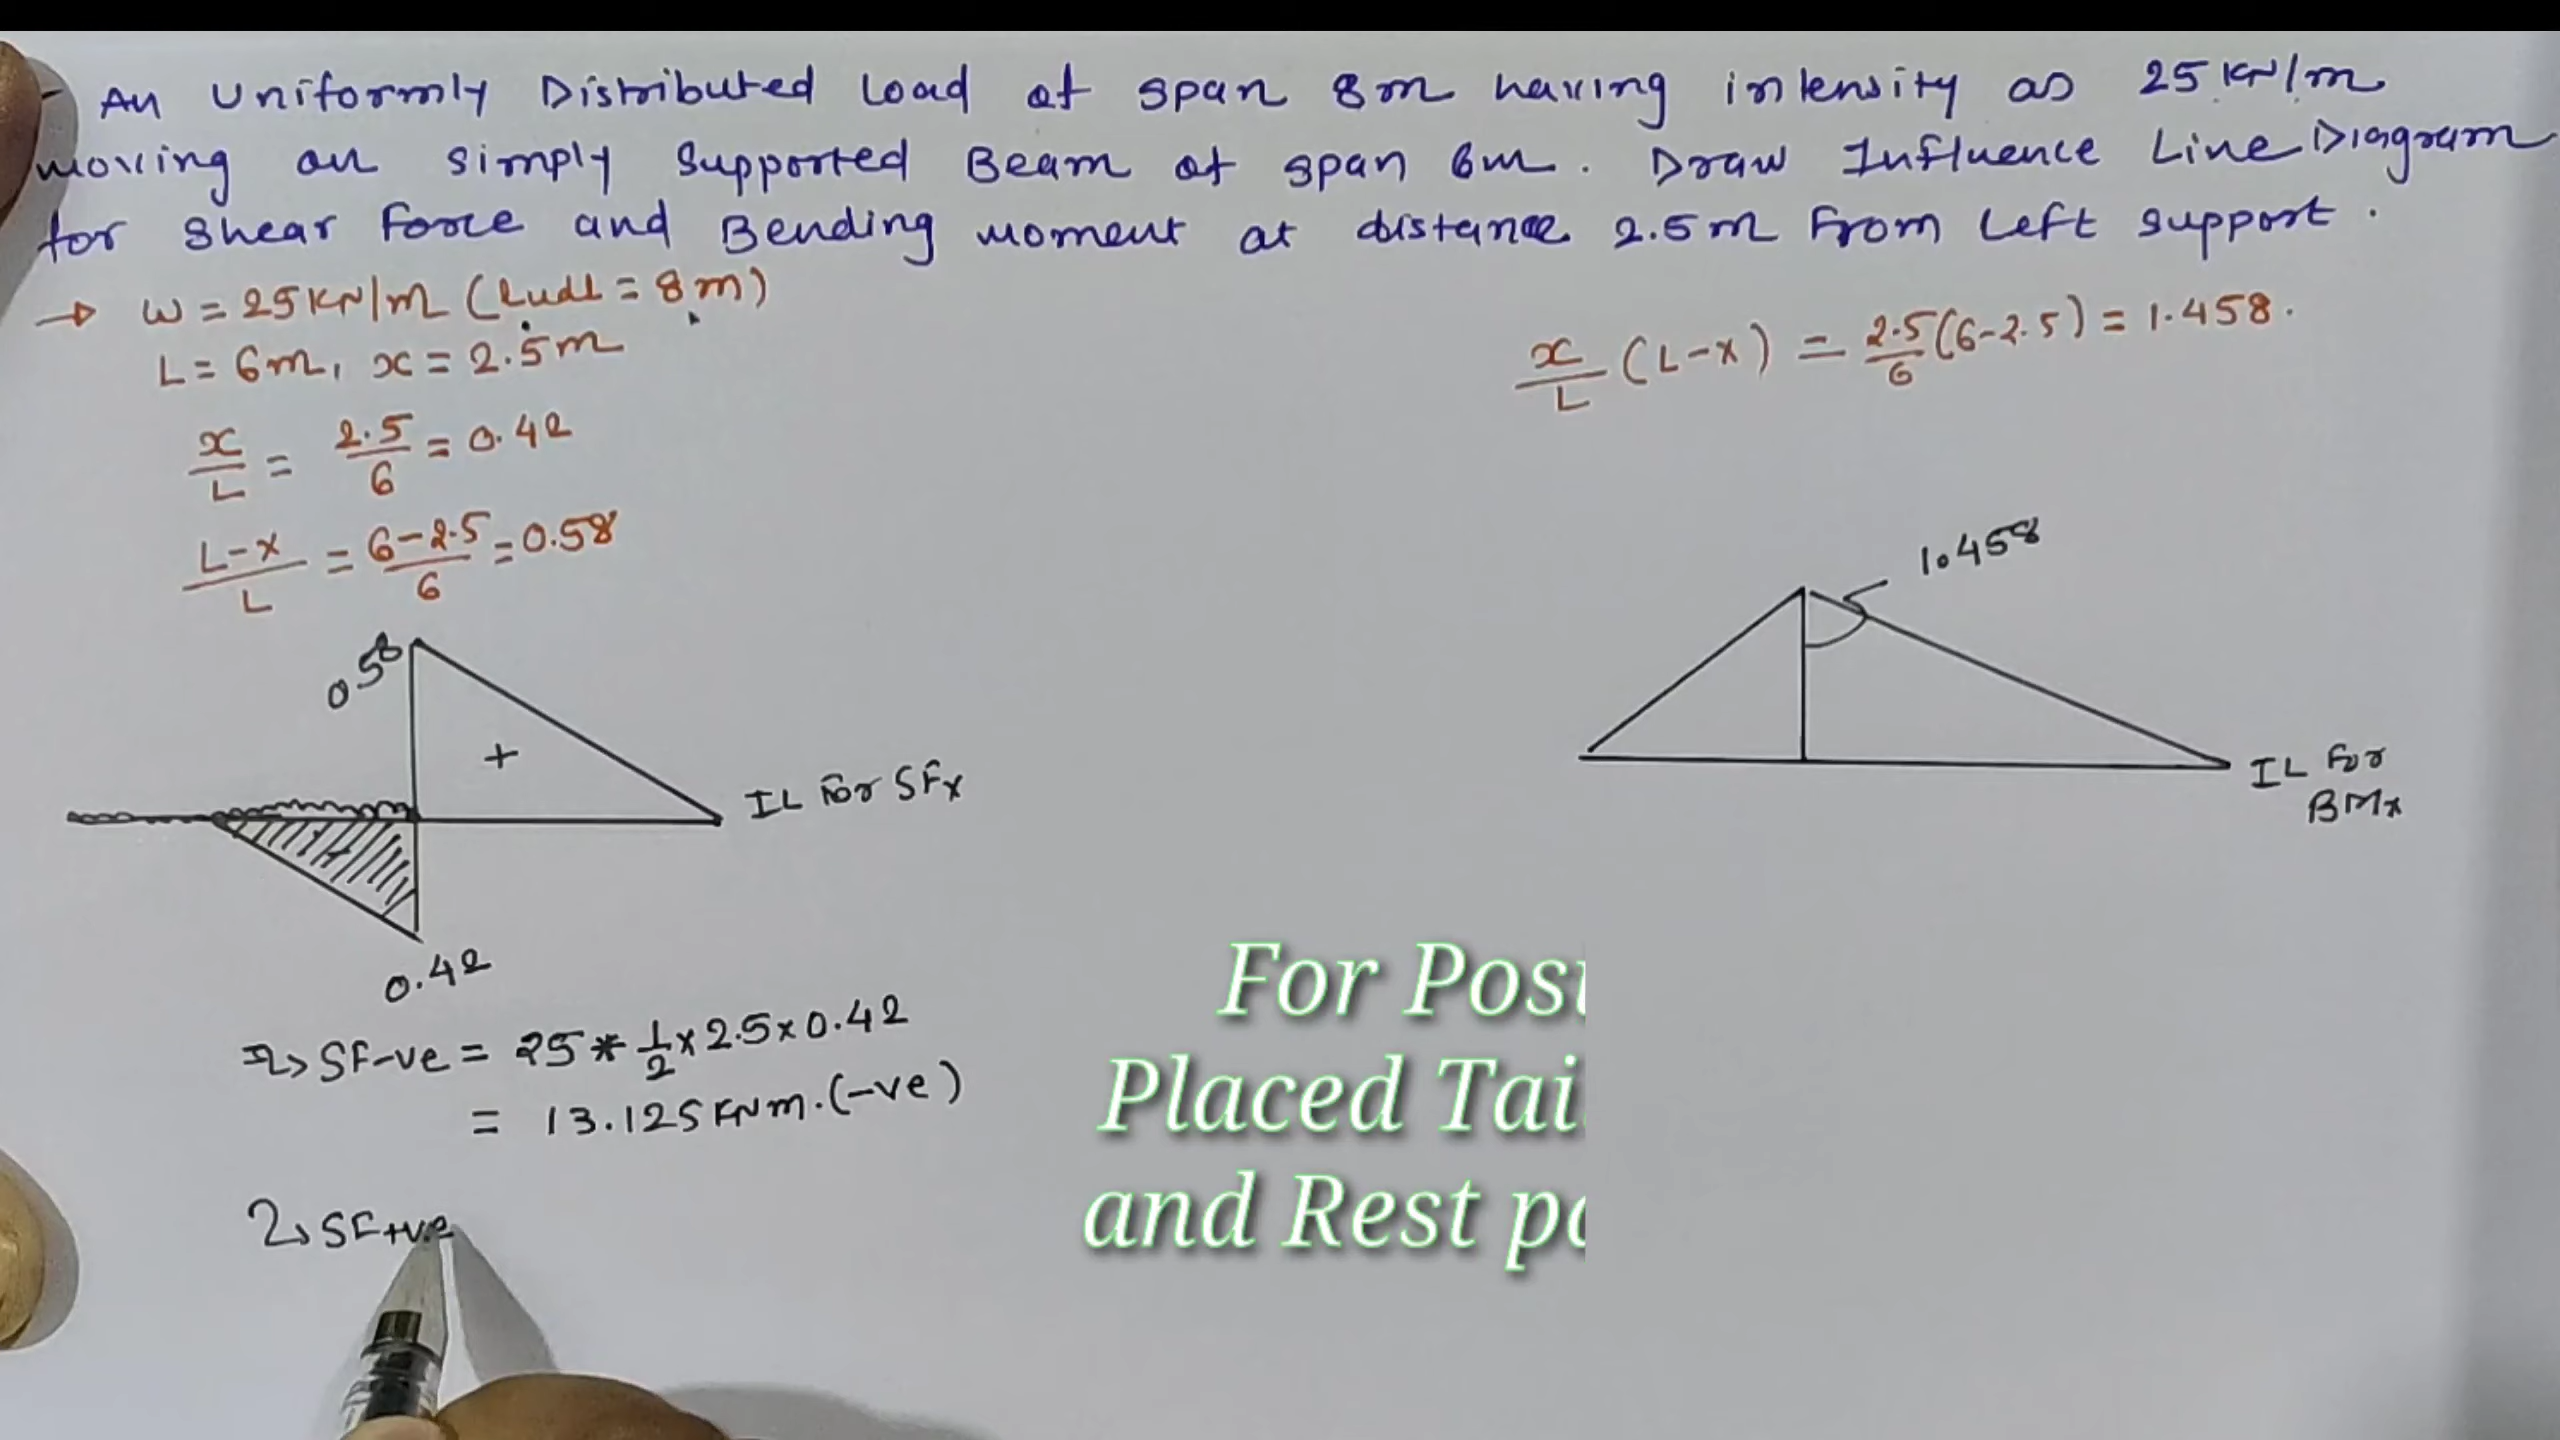 An Uniformly Distributed Load of span 8m having intensity as 25 KN/m
moving on simply supported Beam of span 6m. Draw Influence Line Diagram
for Shear Force and Bending moment at distance 2.5m From Left support.
→ W = 25 KN/m (Ludl = 8m)
L = 6m, x = 2.5m
x/L = 2.5/6 = 0.42
L-x/L = 6-2.5/6 = 0.58
x/L (L-x) = 2.5/6 (6-2.5) = 1.458.
0.58
+
IL For SFx
0.42
1.458
IL For
BMx
1> SF-ve = 25 * 1/2 x 2.5 x 0.42
= 13.125 KNm. (-ve)
2> SF+ve
For Posi
Placed Tai
and Rest po